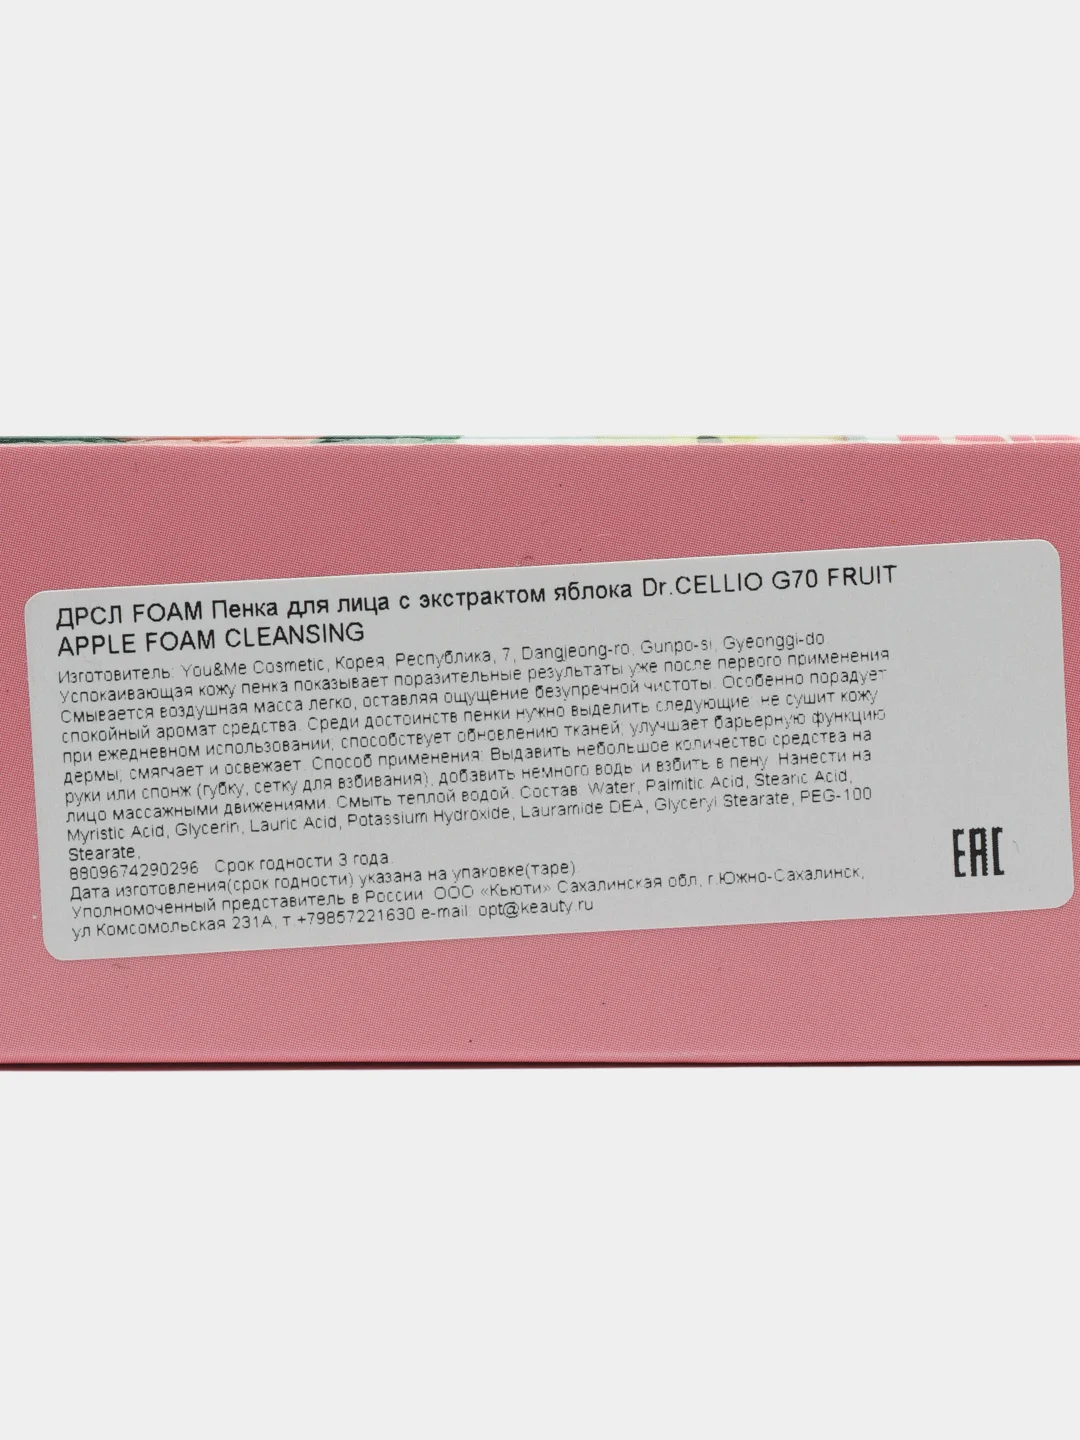 ДРСЛ FOAM Пенка для лица с экстрактом яблока Dr.CELLIO G70 FRUIT
APPLE FOAM CLEANSING
Изготовитель: You&Me Cosmetic, Корея, Республика, 7, Dangjeong-ro, Gunpo-si, Gyeonggi-do.
Успокаивающая кожу пенка показывает поразительные результаты уже после первого применения
Смывается воздушная масса легко, оставляя ощущение безупречной чистоты. Особенно порадует
спокойный аромат средства. Среди достоинств пенки нужно выделить следующие: не сушит кожу
при ежедневном использовании; способствует обновлению тканей; улучшает барьерную функцию
дермы; смягчает и освежает. Способ применения: Выдавить небольшое количество средства на
руки или спонж (губку, сетку для взбивания), добавить немного воды и взбить в пену. Нанести на
лицо массажными движениями. Смыть теплой водой. Состав: Water, Palmitic Acid, Stearic Acid,
Myristic Acid, Glycerin, Lauric Acid, Potassium Hydroxide, Lauramide DEA, Glyceryl Stearate, PEG-100
Stearate,
8809674290296 Срок годности 3 года.
Дата изготовления(срок годности) указана на упаковке(таре).
Уполномоченный представитель в России: ООО «Кьюти» Сахалинская обл, г.Южно-Сахалинск,
ул Комсомольская 231А, т.+79857221630 e-mail: opt@keauty.ru
EAC